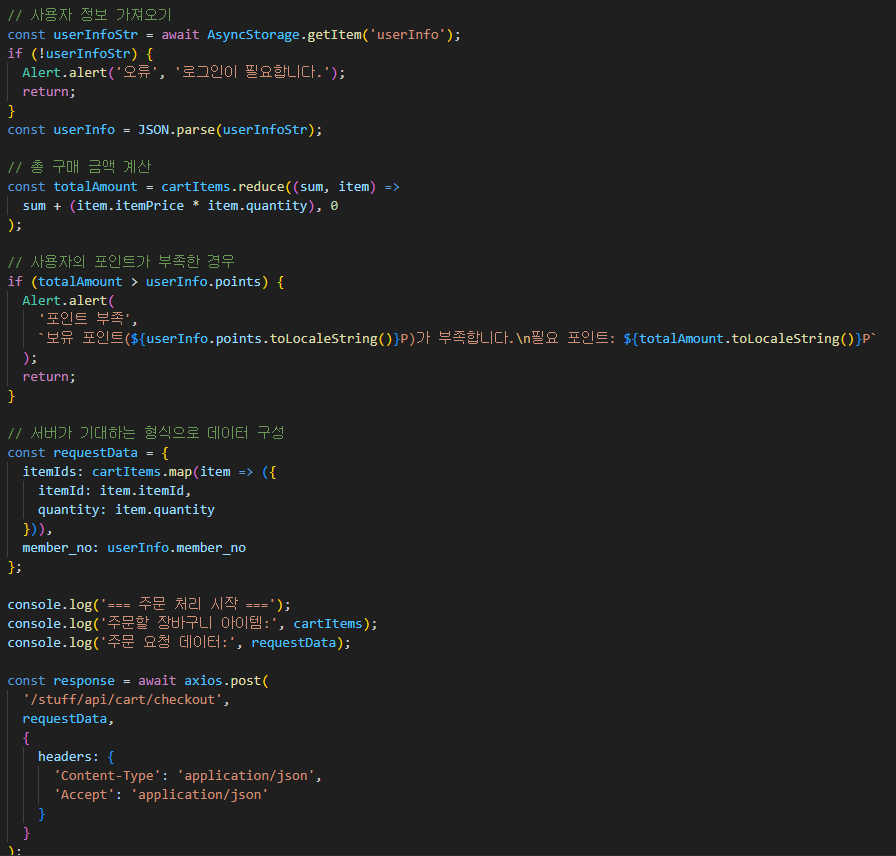 // 사용자 정보 가져오기
const userInfoStr = await AsyncStorage.getItem('userInfo');
if (!userInfoStr) {
  Alert.alert('오류', '로그인이 필요합니다.');
  return;
}
const userInfo = JSON.parse(userInfoStr);

// 총 구매 금액 계산
const totalAmount = cartItems.reduce((sum, item) =>
  sum + (item.itemPrice * item.quantity), 0
);

// 사용자의 포인트가 부족한 경우
if (totalAmount > userInfo.points) {
  Alert.alert(
    '포인트 부족',
    `보유 포인트(${userInfo.points.toLocaleString()}P)가 부족합니다.\n필요 포인트: ${totalAmount.toLocaleString()}P`
  );
  return;
}

// 서버가 기대하는 형식으로 데이터 구성
const requestData = {
  itemIds: cartItems.map(item => ({
    itemId: item.itemId,
    quantity: item.quantity
  })),
  member_no: userInfo.member_no
};

console.log('=== 주문 처리 시작 ===');
console.log('주문할 장바구니 아이템:', cartItems);
console.log('주문 요청 데이터:', requestData);

const response = await axios.post(
  '/stuff/api/cart/checkout',
  requestData,
  {
    headers: {
      'Content-Type': 'application/json',
      'Accept': 'application/json'
    }
  }
);